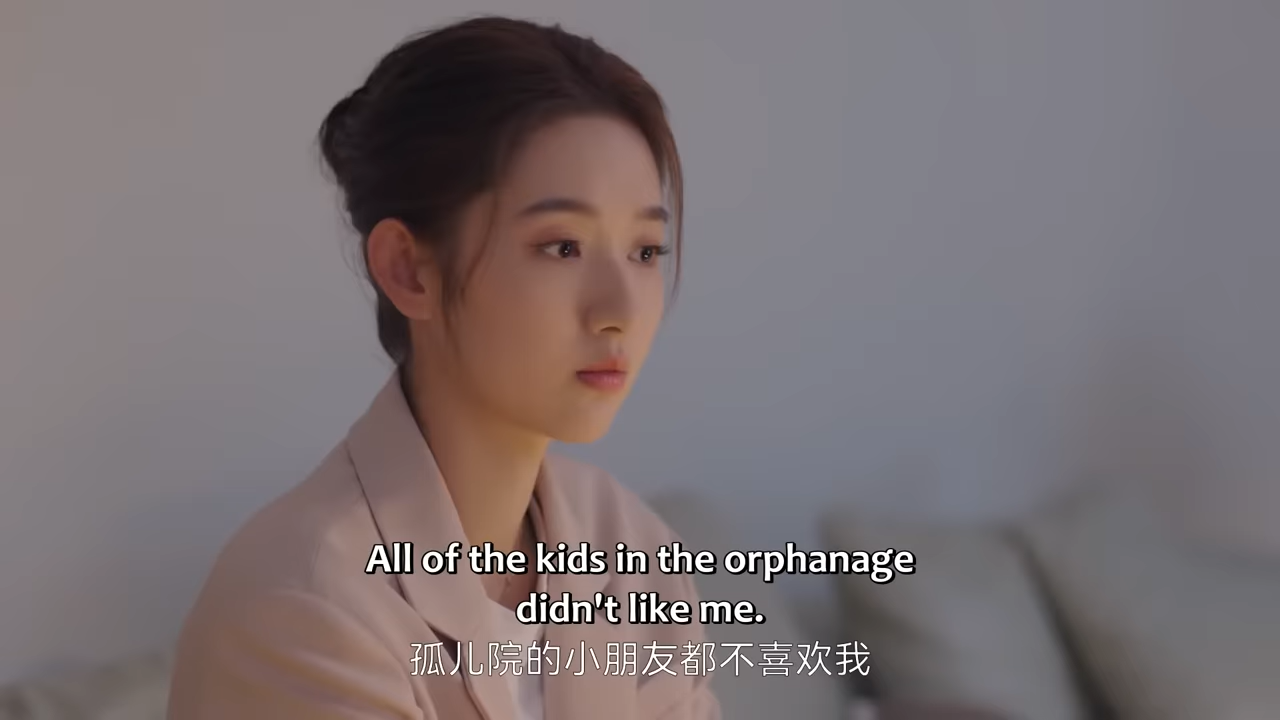 All of the kids in the orphanage
didn't like me.
孤儿院的小朋友都不喜欢我